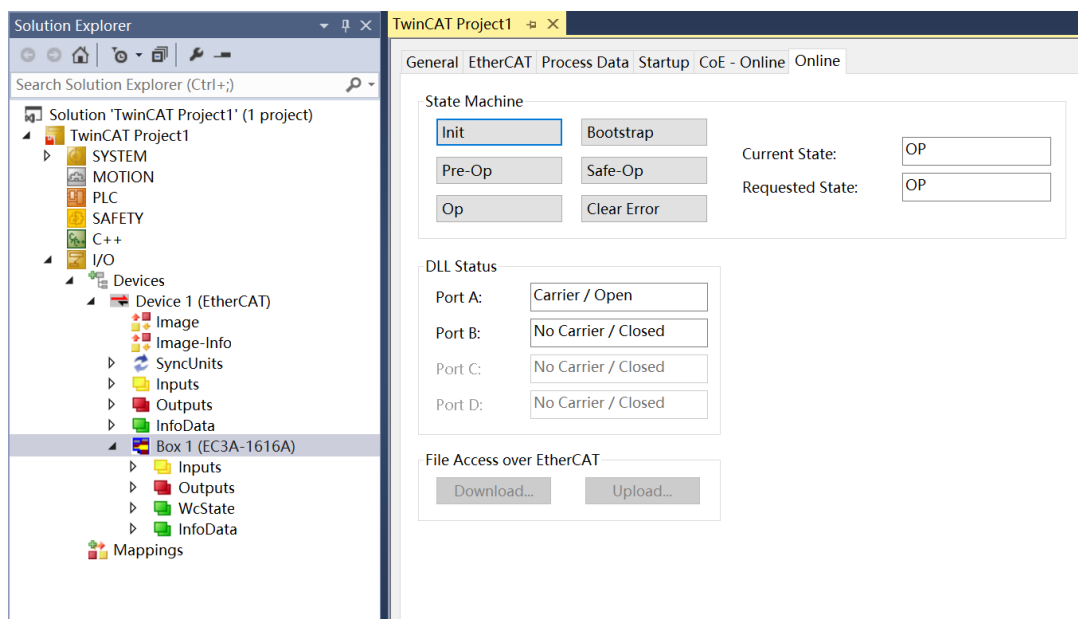 Solution Explorer
Search Solution Explorer (Ctrl+;)
Solution 'TwinCAT Project1' (1 project)
TwinCAT Project1
SYSTEM
MOTION
PLC
SAFETY
C++
I/O
Devices
Device 1 (EtherCAT)
Image
Image-Info
SyncUnits
Inputs
Outputs
InfoData
Box 1 (EC3A-1616A)
Inputs
Outputs
WcState
InfoData
Mappings
TwinCAT Project1
General EtherCAT Process Data Startup CoE - Online Online
State Machine
Init Bootstrap
Pre-Op Safe-Op
Op Clear Error
Current State: OP
Requested State: OP
DLL Status
Port A: Carrier / Open
Port B: No Carrier / Closed
Port C: No Carrier / Closed
Port D: No Carrier / Closed
File Access over EtherCAT
Download... Upload...